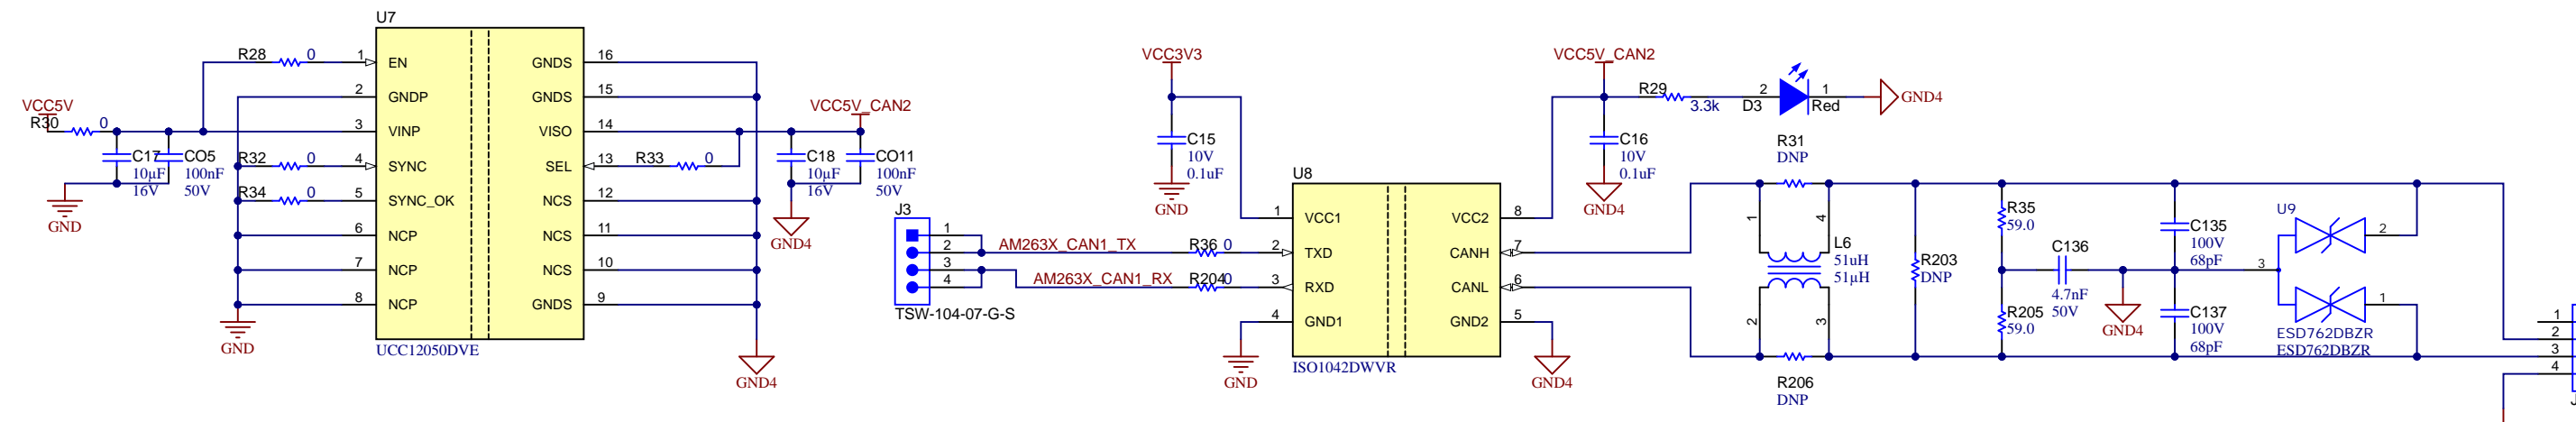 U7
R28 0
1 EN
2 GNDP
3 VINP
4 SYNC
5 SYNC_OK
6 NCP
7 NCP
8 NCP
GNDS 16
GNDS 15
VISO 14
SEL 13
NCS 12
NCS 11
NCS 10
GNDS 9
UCC12050DVE
VCC5V
R30 0
C17
10µF
16V
CO5
100nF
50V
GND
R32 0
R34 0
GND
R33 0
VCC5V_CAN2
C18
10µF
16V
CO11
100nF
50V
GND4
GND4
J3
1
2
3
4
TSW-104-07-G-S
AM263X_CAN1_TX
AM263X_CAN1_RX
R36 0
R204 0
VCC3V3
C15
10V
0.1uF
GND
U8
1 VCC1
2 TXD
3 RXD
4 GND1
VCC2 8
CANH 7
CANL 6
GND2 5
ISO1042DWVR
GND
GND4
VCC5V_CAN2
R29
3.3k
C16
10V
0.1uF
GND4
2 1
D3 Red
GND4
R31
DNP
1 4
L6
51uH
51µH
2 3
R206
DNP
R203
DNP
R35
59.0
R205
59.0
C136
4.7nF
50V
GND4
C135
100V
68pF
C137
100V
68pF
U9
2
3
1
ESD762DBZR
ESD762DBZR
1
2
3
4